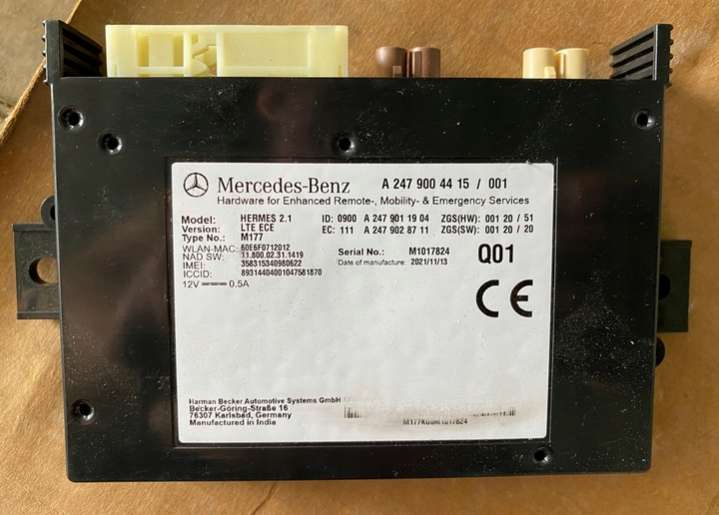 Mercedes-Benz A 247 900 44 15 / 001
Hardware for Enhanced Remote-, Mobility- & Emergency Services
Model: HERMES 2.1 ID: 0900 A 247 901 19 04 ZGS(HW): 001 20 / 51
Version: LTE ECE EC: 111 A 247 902 87 11 ZGS(SW): 001 20 / 20
Type No.: M177
WLAN-MAC: 60E6F0712012 Serial No.: M1017824 Q01
NAD SW: 11.800.02.31.1419 Date of manufacture: 2021/11/13
IMEI: 358315340980622
ICCID: 89314404001047581870
12V 0.5A
CE
Harman Becker Automotive Systems GmbH
Becker-Göring-Straße 16
76307 Karlsbad, Germany
Manufactured in India